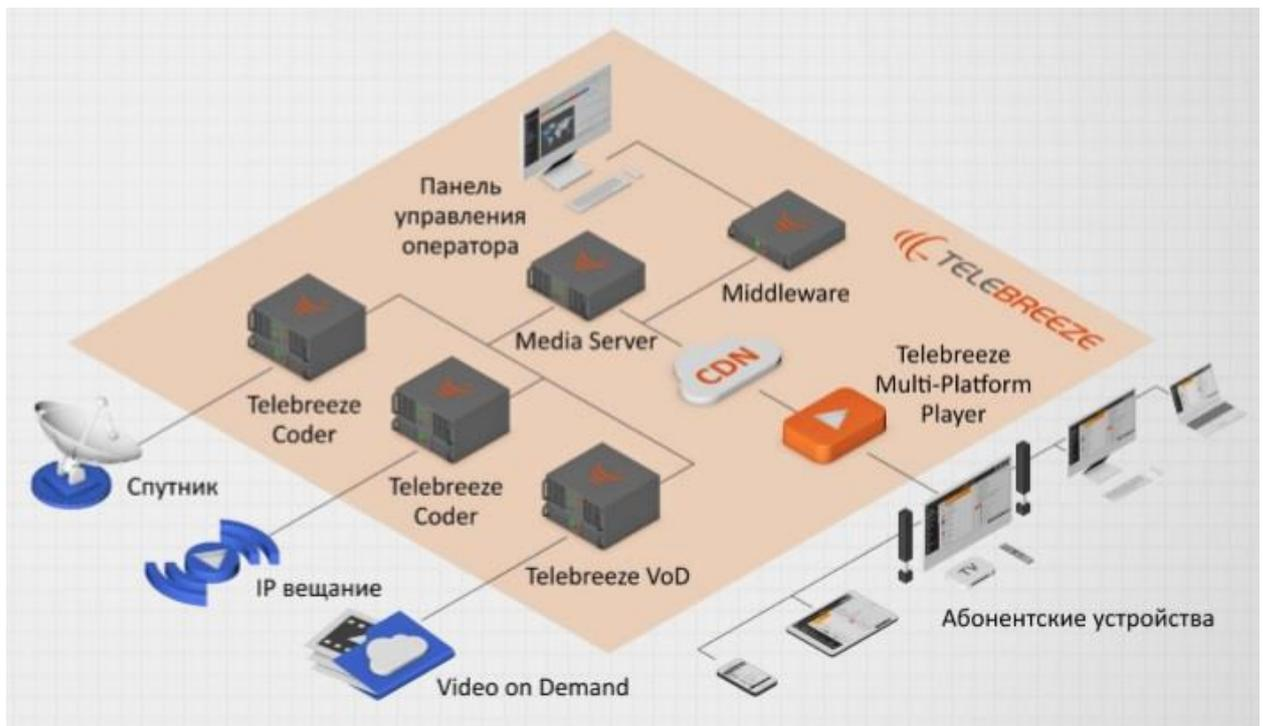 Панель
управления
оператора
Middleware
TELEBREEZE
Media Server
CDN
Telebreeze
Multi-Platform
Player
Telebreeze
Coder
Спутник
Telebreeze
Coder
IP вещание
Telebreeze VoD
TV
Абонентские устройства
Video on Demand